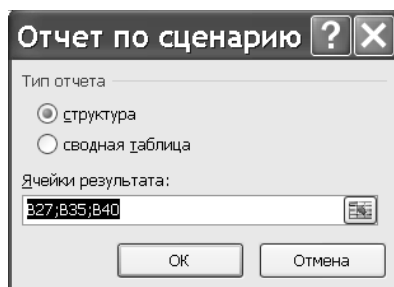 Отчет по сценарию
Тип отчета
структура
сводная таблица
Ячейки результата:
B27;B35;B40
ОК Отмена